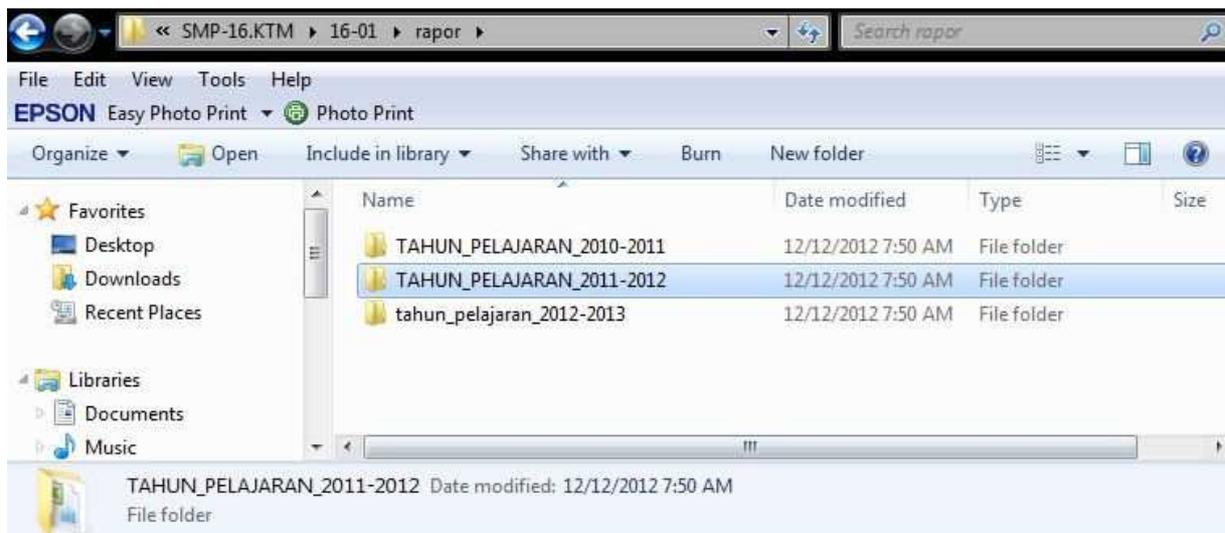 « SMP-16.KTM ▸ 16-01 ▸ rapor ▸ Search rapor
File Edit View Tools Help
EPSON Easy Photo Print Photo Print
Organize Open Include in library Share with Burn New folder
Favorites
Desktop
Downloads
Recent Places
Libraries
Documents
Music
Name Date modified Type Size
TAHUN_PELAJARAN_2010-2011 12/12/2012 7:50 AM File folder
TAHUN_PELAJARAN_2011-2012 12/12/2012 7:50 AM File folder
tahun_pelajaran_2012-2013 12/12/2012 7:50 AM File folder
TAHUN_PELAJARAN_2011-2012 Date modified: 12/12/2012 7:50 AM
File folder